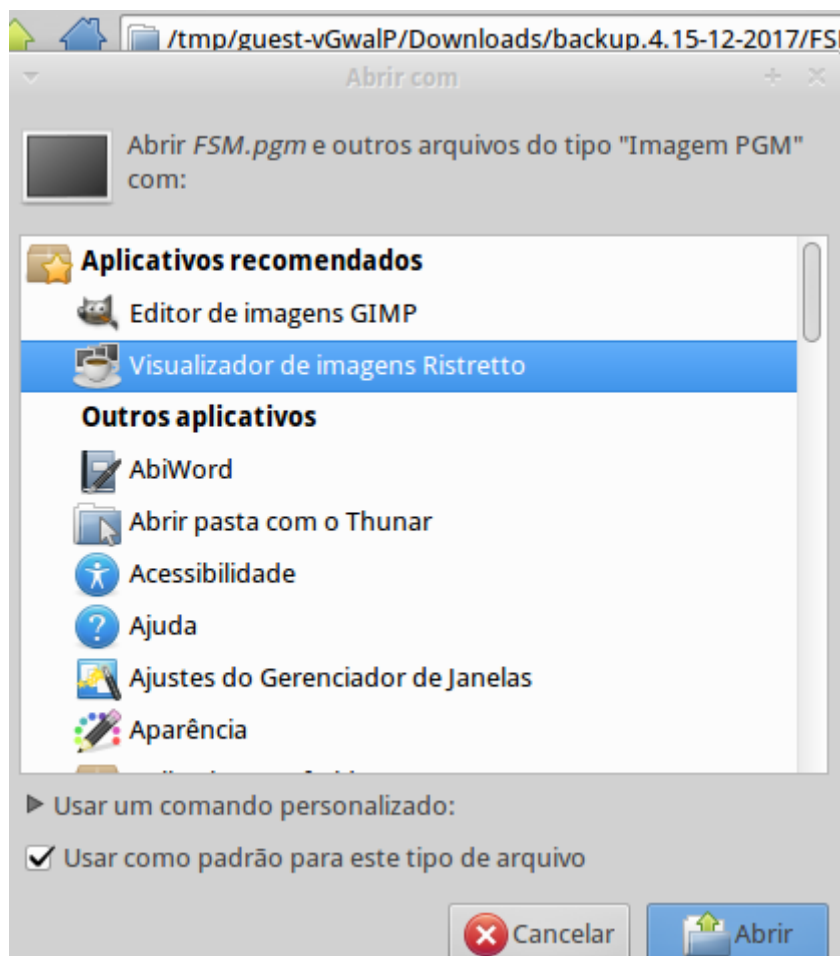 /tmp/guest-vGwalP/Downloads/backup.4.15-12-2017/FS
Abrir com
Abrir FSM.pgm e outros arquivos do tipo "Imagem PGM"
com:
Aplicativos recomendados
Editor de imagens GIMP
Visualizador de imagens Ristretto
Outros aplicativos
AbiWord
Abrir pasta com o Thunar
Acessibilidade
Ajuda
Ajustes do Gerenciador de Janelas
Aparência
Usar um comando personalizado:
Usar como padrão para este tipo de arquivo
Cancelar
Abrir